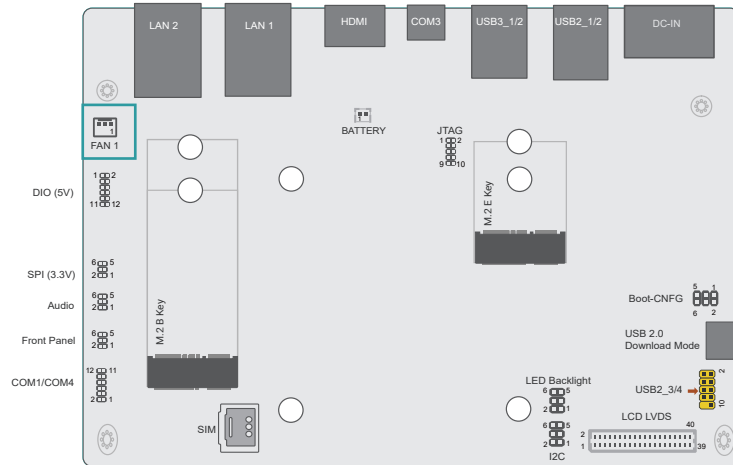 LAN 2
LAN 1
HDMI
COM3
USB3_1/2
USB2_1/2
DC-IN
1
FAN 1
1
BATTERY
JTAG
1 2
9 10
M.2 E Key
DIO (5V)
1 2
11 12
SPI (3.3V)
6 5
2 1
Audio
6 5
2 1
Front Panel
6 5
2 1
COM1/COM4
12 11
2 1
M.2 B Key
SIM
Boot-CNFG
5 1
6 2
USB 2.0
Download Mode
USB2_3/4
2
10
LED Backlight
6 5
2 1
6 5
2 1
I2C
LCD LVDS
2 40
1 39